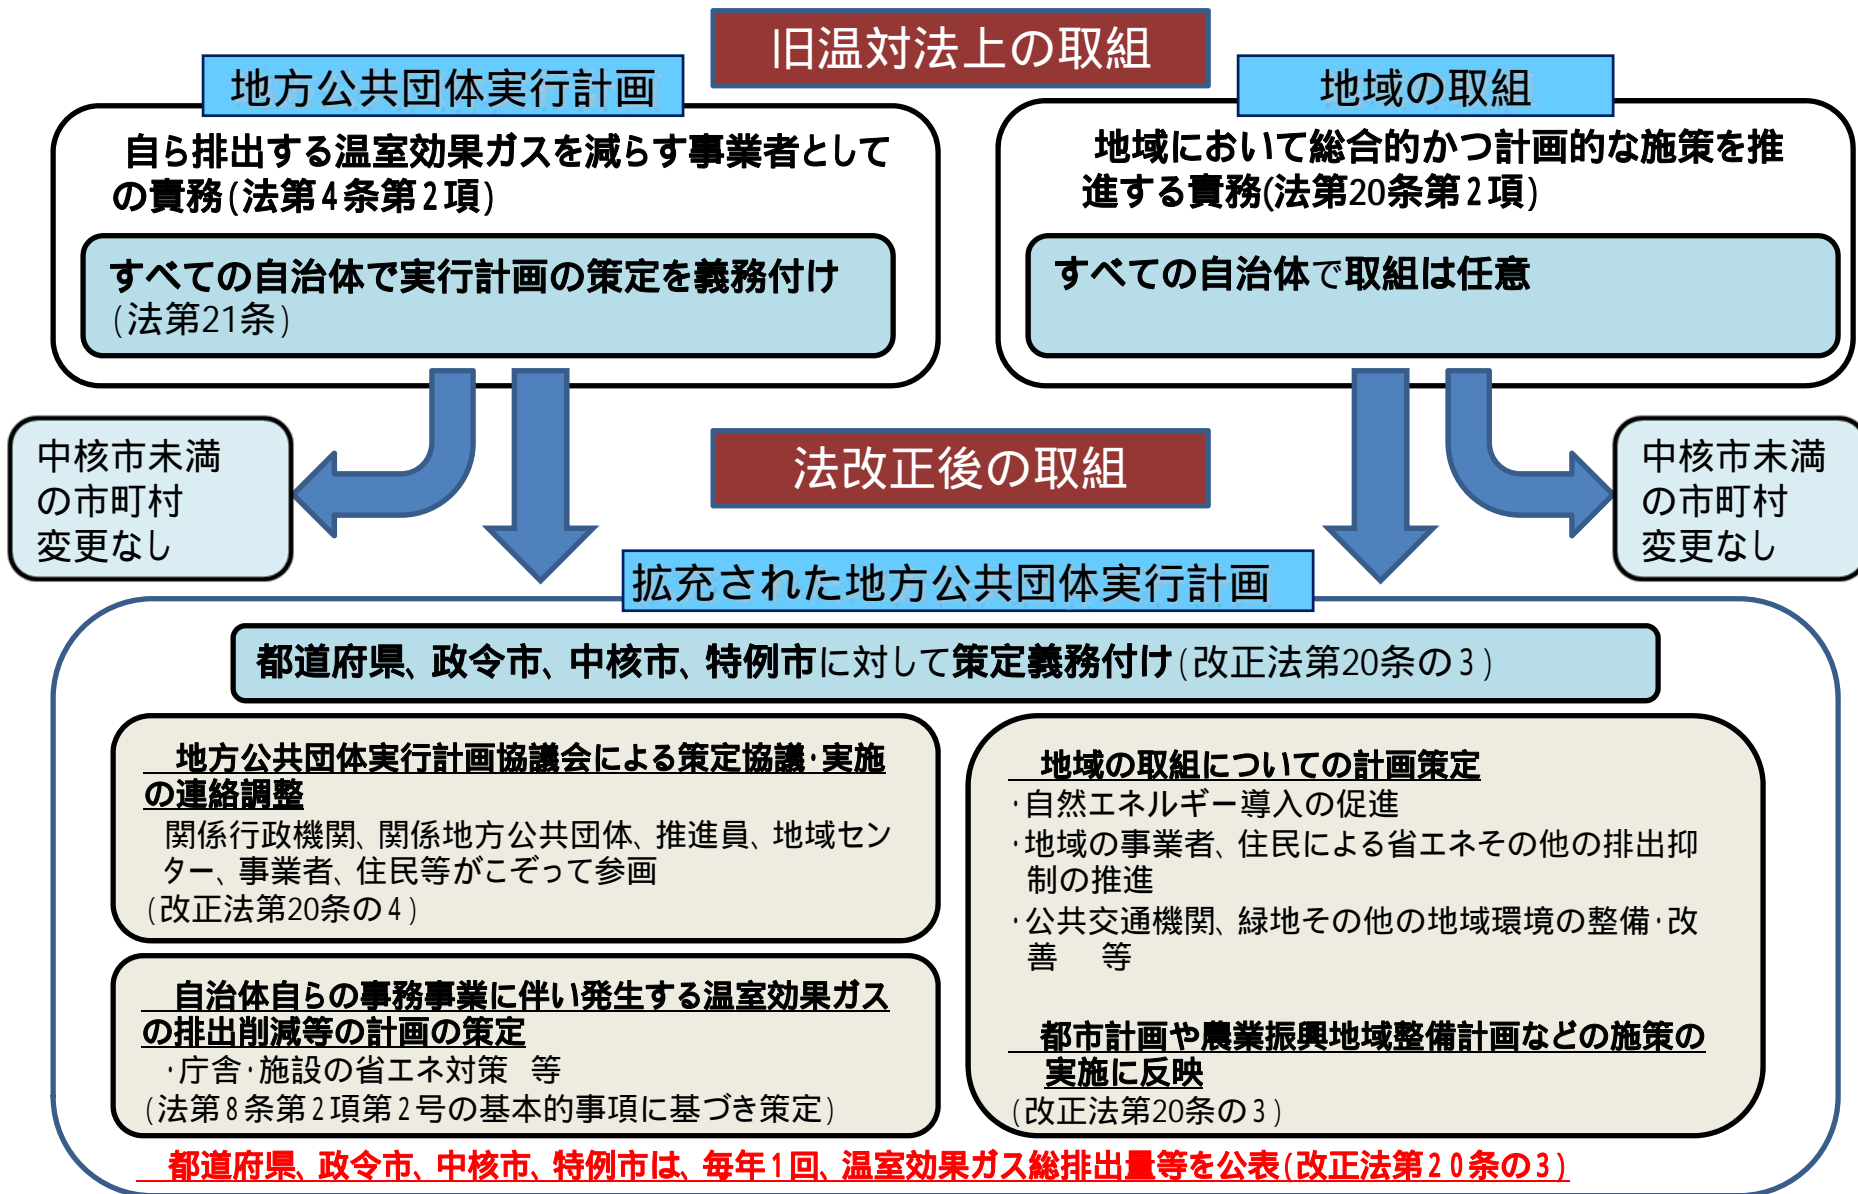 旧温対法上の取組
地方公共団体実行計画
自ら排出する温室効果ガスを減らす事業者として
の責務(法第4条第2項)
すべての自治体で実行計画の策定を義務付け
(法第21条)
地域の取組
地域において総合的かつ計画的な施策を推
進する責務(法第20条第2項)
すべての自治体で取組は任意
中核市未満
の市町村
変更なし
法改正後の取組
中核市未満
の市町村
変更なし
拡充された地方公共団体実行計画
都道府県、政令市、中核市、特例市に対して策定義務付け(改正法第20条の3)
地方公共団体実行計画協議会による策定協議・実施
の連絡調整
関係行政機関、関係地方公共団体、推進員、地域セン
ター、事業者、住民等がこぞって参画
(改正法第20条の4)
自治体自らの事務事業に伴い発生する温室効果ガス
の排出削減等の計画の策定
・庁舎・施設の省エネ対策 等
(法第8条第2項第2号の基本的事項に基づき策定)
地域の取組についての計画策定
・自然エネルギー導入の促進
・地域の事業者、住民による省エネその他の排出抑
制の推進
・公共交通機関、緑地その他の地域環境の整備・改
善 等
都市計画や農業振興地域整備計画などの施策の
実施に反映
(改正法第20条の3)
都道府県、政令市、中核市、特例市は、毎年1回、温室効果ガス総排出量等を公表(改正法第20条の3)